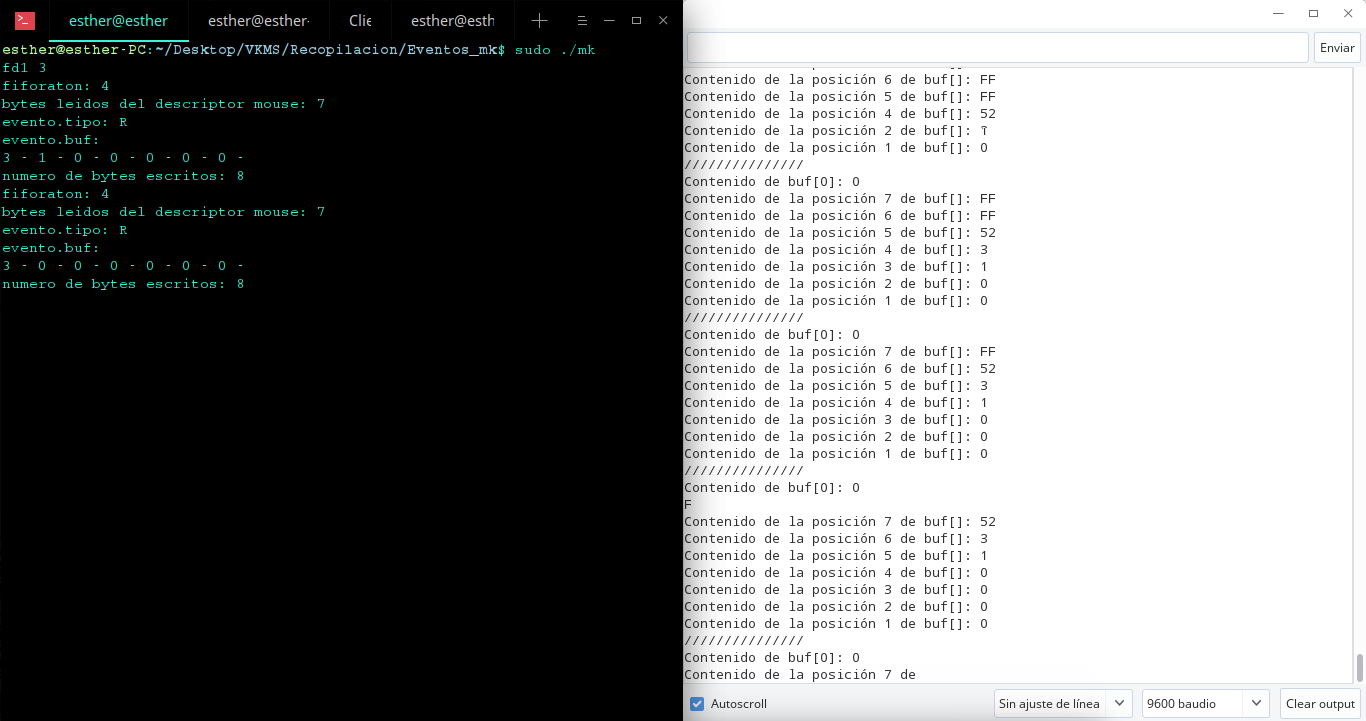 esther@esther
esther@esther-
Clie
esther@esth
esther@esther-PC:~/Desktop/VKMS/Recopilacion/Eventos_mk$ sudo ./mk
fd1 3
fiforaton: 4
bytes leidos del descriptor mouse: 7
evento.tipo: R
evento.buf:
3 - 1 - 0 - 0 - 0 - 0 - 0 -
numero de bytes escritos: 8
fiforaton: 4
bytes leidos del descriptor mouse: 7
evento.tipo: R
evento.buf:
3 - 0 - 0 - 0 - 0 - 0 - 0 -
numero de bytes escritos: 8
Enviar
Contenido de la posición 6 de buf[]: FF
Contenido de la posición 5 de buf[]: FF
Contenido de la posición 4 de buf[]: 52
Contenido de la posición 2 de buf[]:
Contenido de la posición 1 de buf[]: 0
///////////////
Contenido de buf[0]: 0
Contenido de la posición 7 de buf[]: FF
Contenido de la posición 6 de buf[]: FF
Contenido de la posición 5 de buf[]: 52
Contenido de la posición 4 de buf[]: 3
Contenido de la posición 3 de buf[]: 1
Contenido de la posición 2 de buf[]: 0
Contenido de la posición 1 de buf[]: 0
///////////////
Contenido de buf[0]: 0
Contenido de la posición 7 de buf[]: FF
Contenido de la posición 6 de buf[]: 52
Contenido de la posición 5 de buf[]: 3
Contenido de la posición 4 de buf[]: 1
Contenido de la posición 3 de buf[]: 0
Contenido de la posición 2 de buf[]: 0
Contenido de la posición 1 de buf[]: 0
///////////////
Contenido de buf[0]: 0
F
Contenido de la posición 7 de buf[]: 52
Contenido de la posición 6 de buf[]: 3
Contenido de la posición 5 de buf[]: 1
Contenido de la posición 4 de buf[]: 0
Contenido de la posición 3 de buf[]: 0
Contenido de la posición 2 de buf[]: 0
Contenido de la posición 1 de buf[]: 0
///////////////
Contenido de buf[0]: 0
Contenido de la posición 7 de
Autoscroll
Sin ajuste de línea
9600 baudio
Clear output